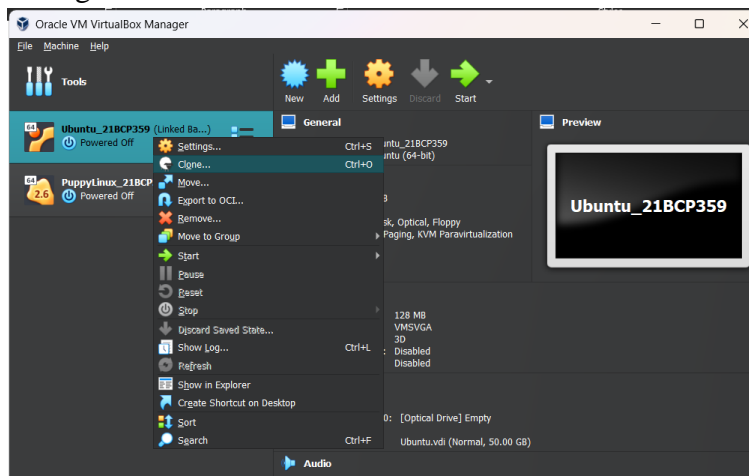 Oracle VM VirtualBox Manager
File Machine Help
Tools
New Add Settings Discard Start
Ubuntu_21BCP359 (Linked Ba...)
Powered Off
PuppyLinux_21BCP
Powered Off
Settings... Ctrl+S
Clone... Ctrl+O
Move...
Export to OCI...
Remove...
Move to Group
Start
Pause
Reset
Stop
Discard Saved State...
Show Log... Ctrl+L
Refresh
Show in Explorer
Create Shortcut on Desktop
Sort
Search Ctrl+F
General
untu_21BCP359
untu (64-bit)
B
sk, Optical, Floppy
Paging, KVM Paravirtualization
128 MB
VMSVGA
3D
: Disabled
Disabled
0: [Optical Drive] Empty
Ubuntu.vdi (Normal, 50.00 GB)
Audio
Preview
Ubuntu_21BCP359